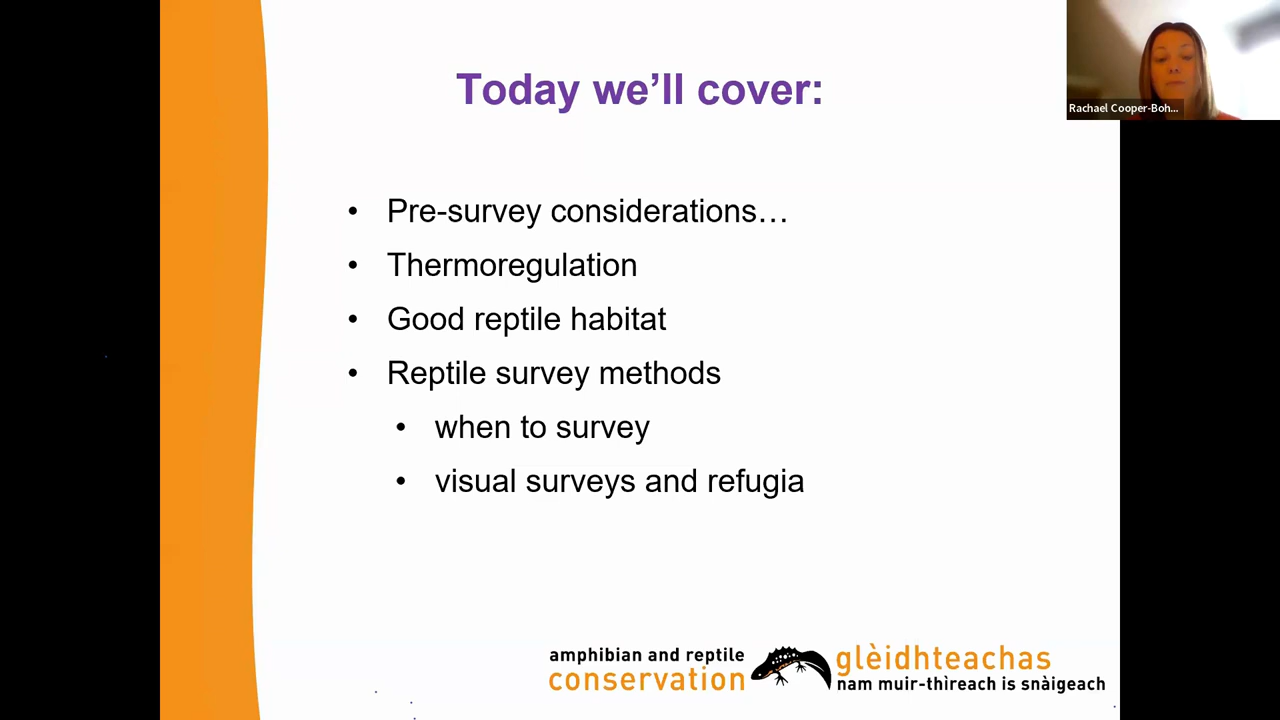 Today we’ll cover:
Rachael Cooper-Boh...
• Pre-survey considerations…
• Thermoregulation
• Good reptile habitat
• Reptile survey methods
• when to survey
• visual surveys and refugia
amphibian and reptile
conservation
glèidhteachas
nam muir-thìreach is snàigeach